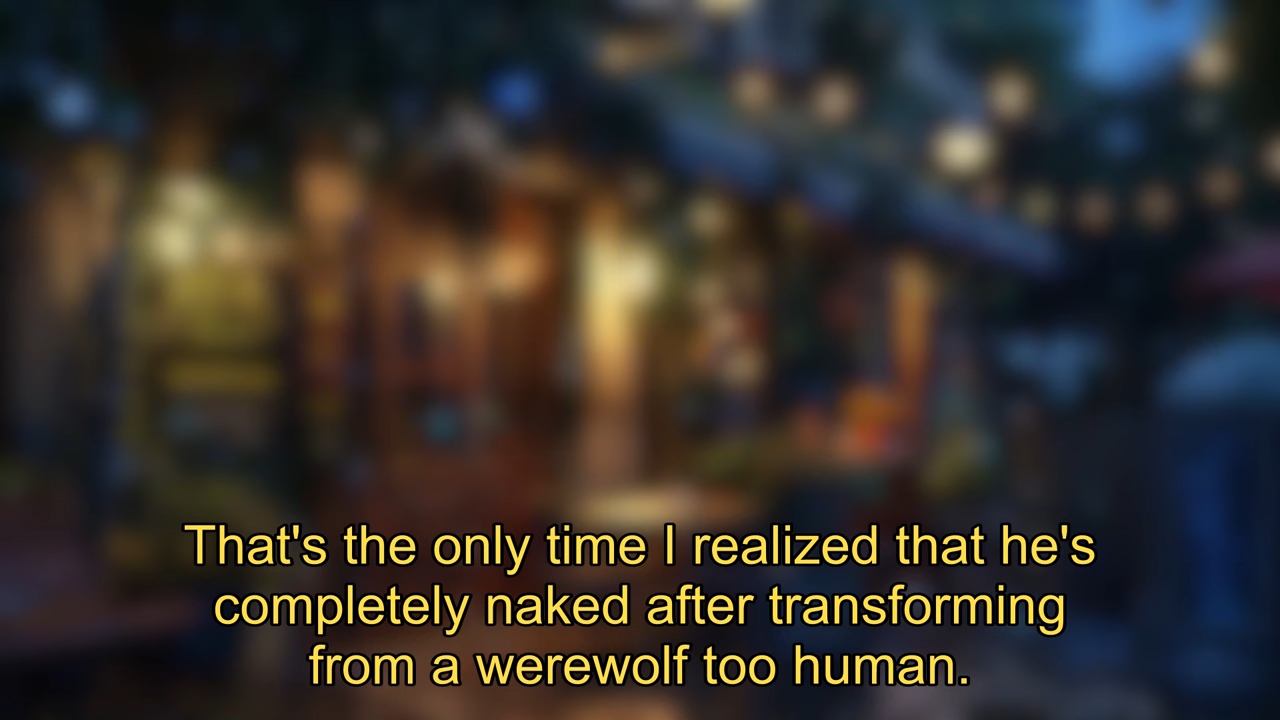 That's the only time I realized that he's
completely naked after transforming
from a werewolf too human.